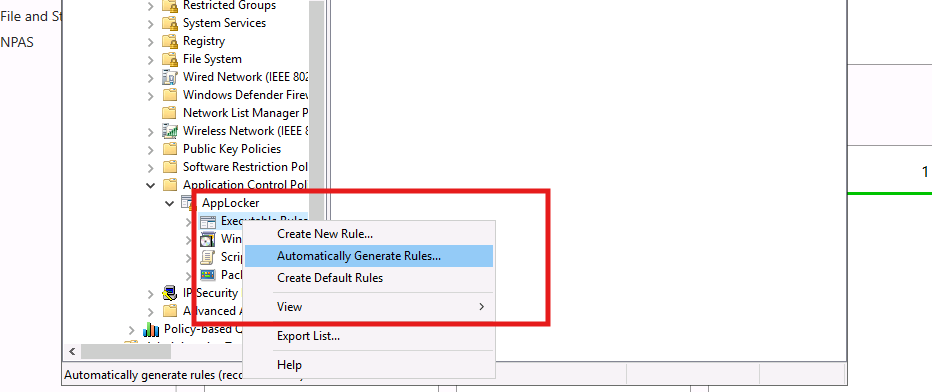 Restricted Groups
File and St
System Services
NPAS
Registry
File System
Wired Network (IEEE 802
Windows Defender Firew
Network List Manager P
Wireless Network (IEEE 8
Public Key Policies
Software Restriction Pol
1
Application Control Pol
AppLocker
Executable Rules
Create New Rule...
Win
Automatically Generate Rules...
Scrip
Create Default Rules
Pack
IP Security
View
Advanced A
Policy-based Q
Export List...
Help
Automatically generate rules (reco